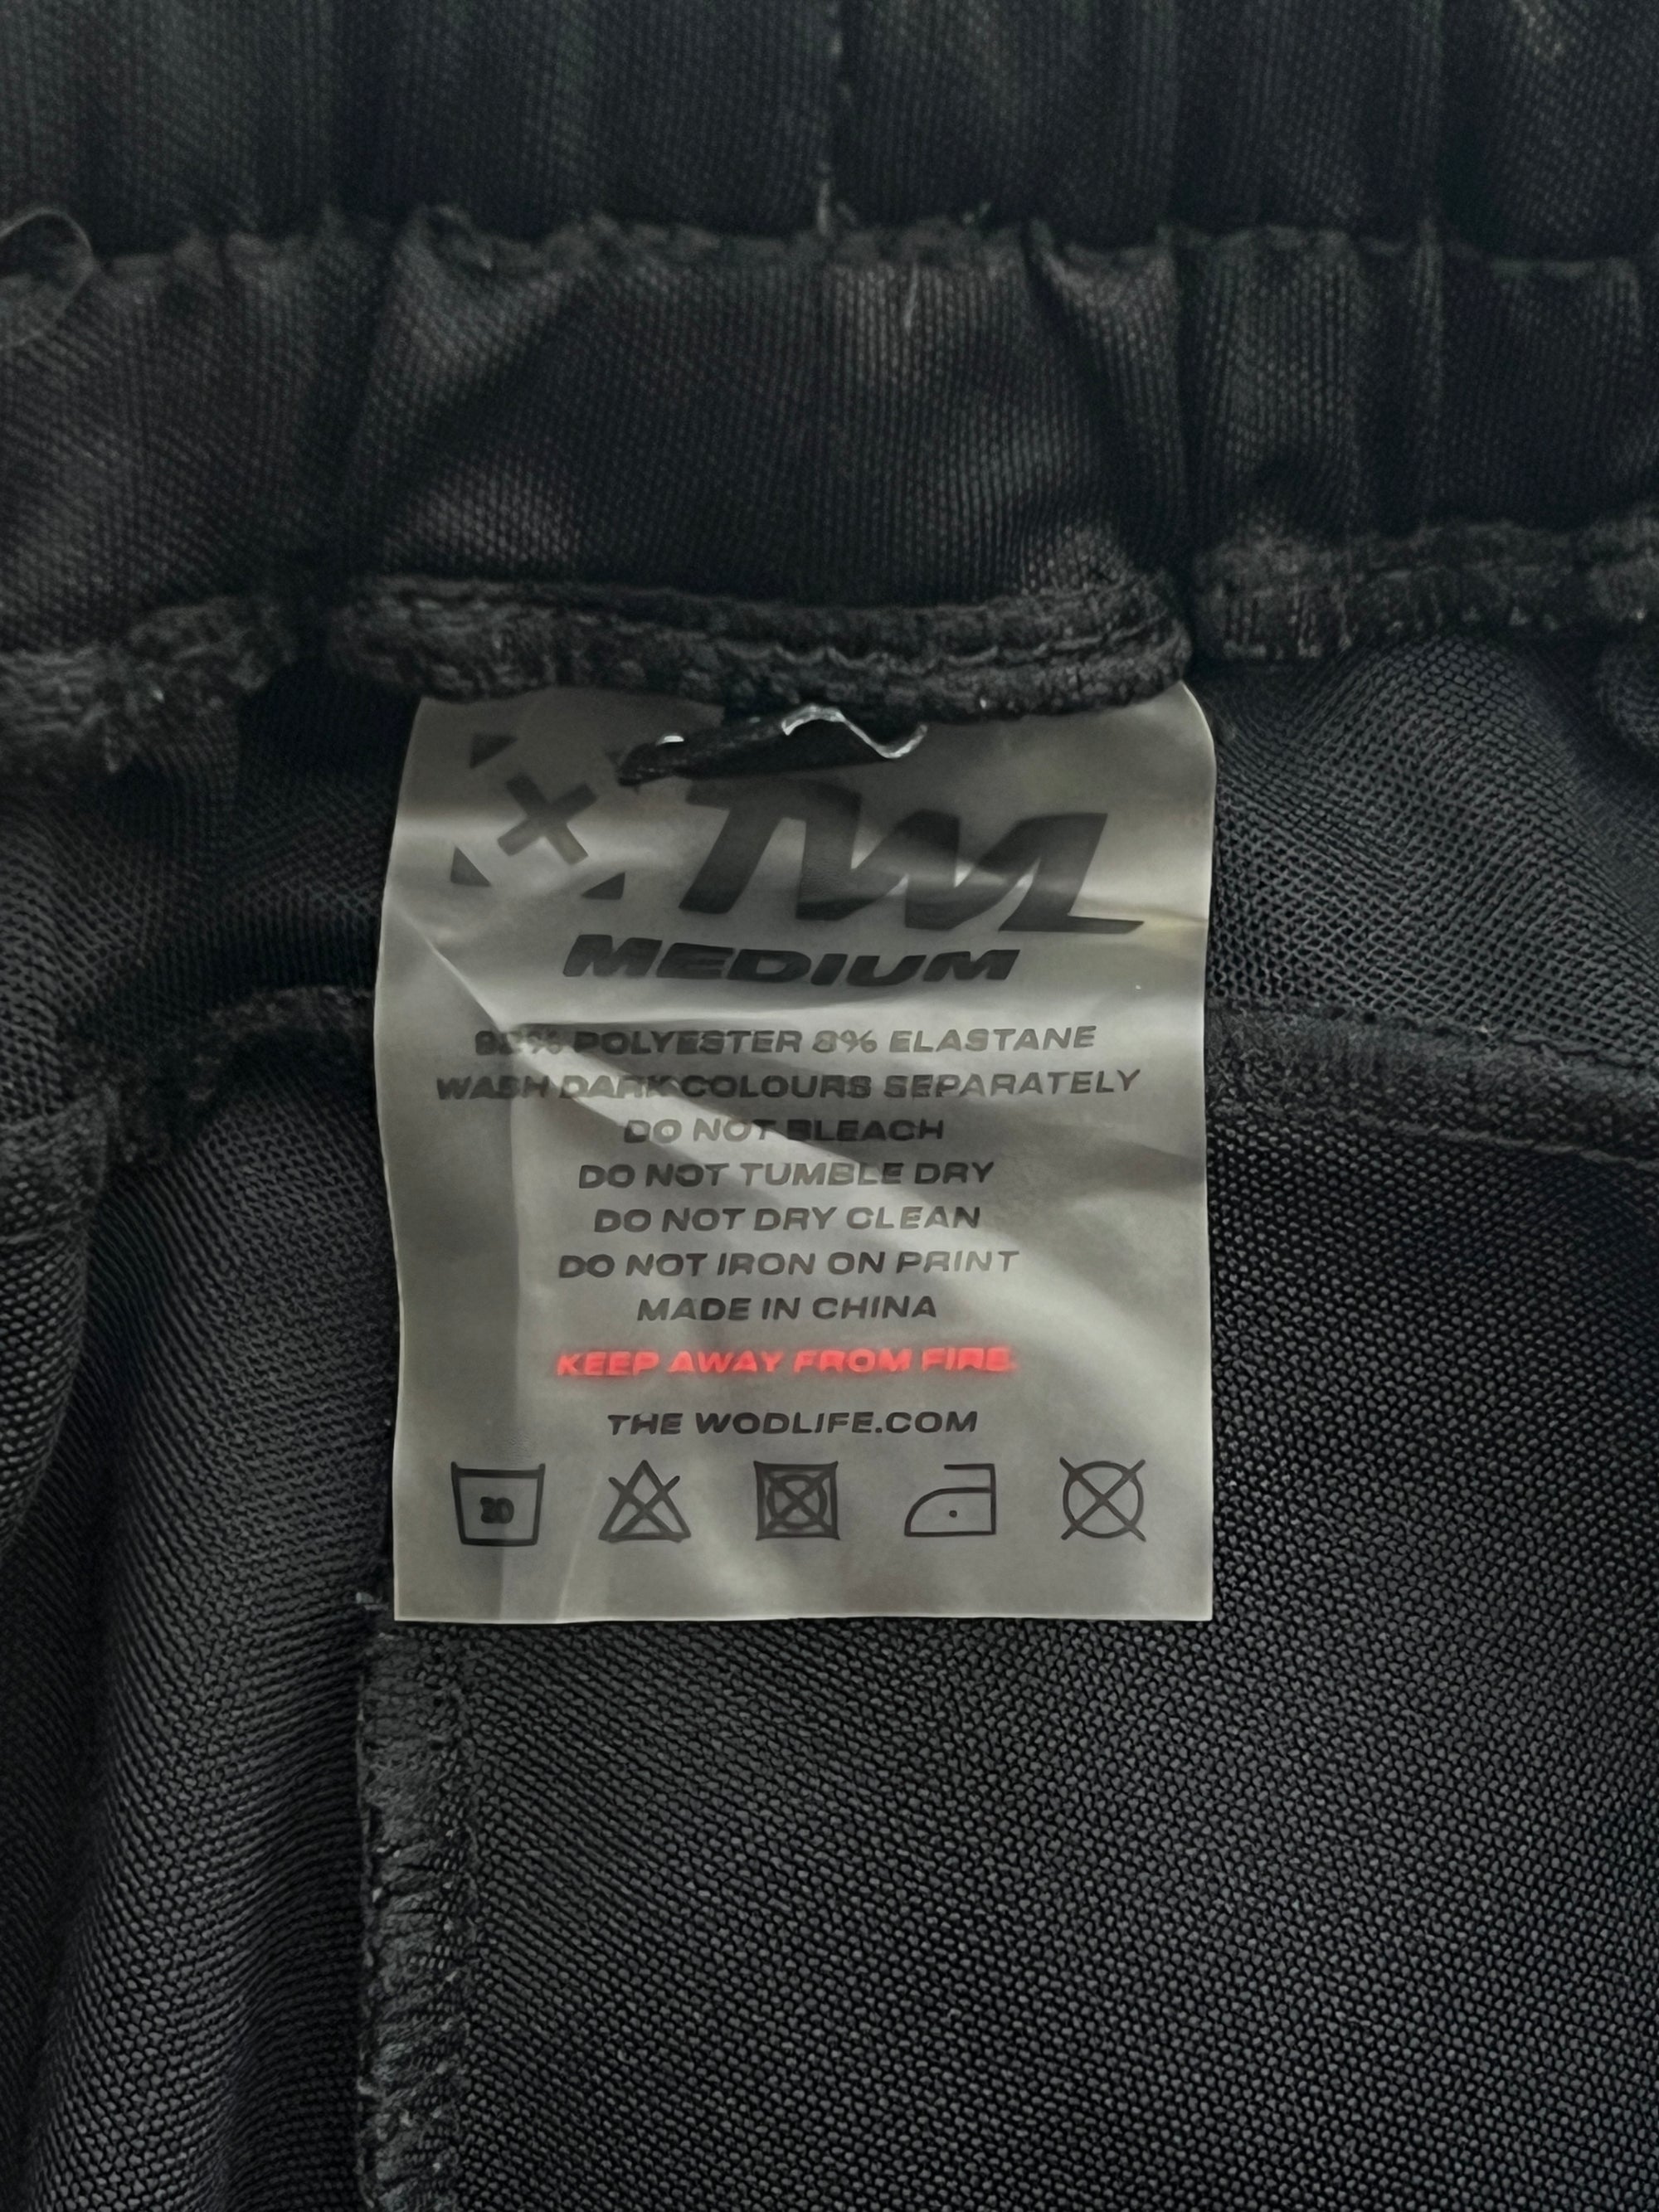 TWL
MEDIUM
POLYESTER 8% ELASTANE
WASH DARK COLOURS SEPARATELY
DO NOT BLEACH
DO NOT TUMBLE DRY
DO NOT DRY CLEAN
DO NOT IRON ON PRINT
MADE IN CHINA
KEEP AWAY FROM FIRE.
THE WODLIFE.COM